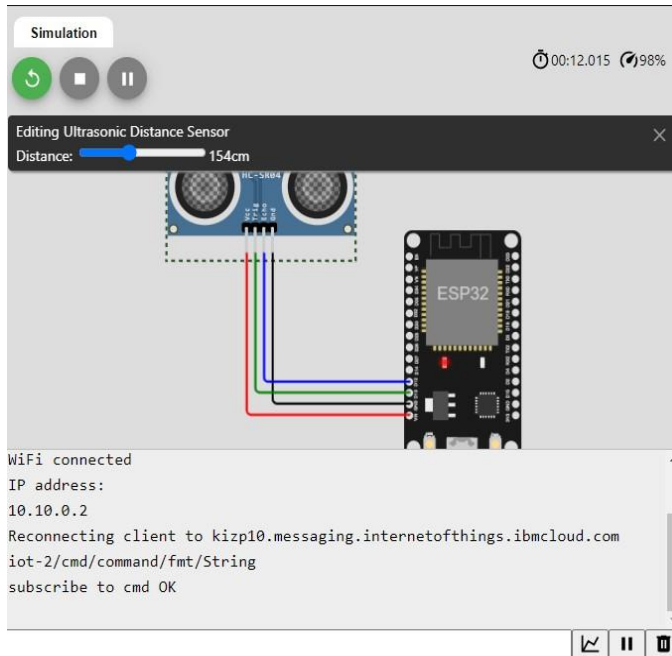 Simulation
00:12.015 98%
Editing Ultrasonic Distance Sensor
Distance: 154cm
HC-SR04
Vcc
Trig
Echo
Gnd
ESP32
WiFi connected
IP address:
10.10.0.2
Reconnecting client to kizp10.messaging.internetofthings.ibmcloud.com
iot-2/cmd/command/fmt/String
subscribe to cmd OK